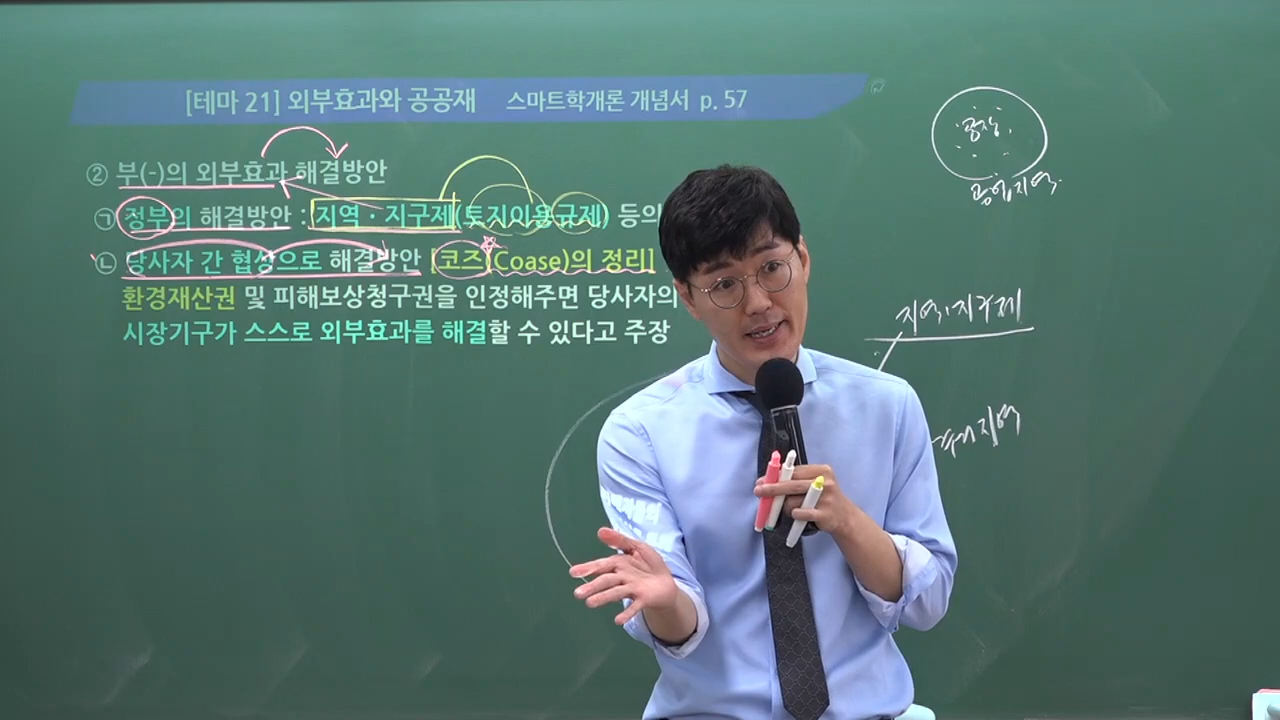 [테마 21] 외부효과와 공공재 스마트학개론 개념서 p. 57
② 부(-)의 외부효과 해결방안
㉠ 정부의 해결방안 : 지역·지구제(토지이용규제) 등의
㉡ 당사자 간 협상으로 해결방안 [코즈(Coase)의 정리]
환경재산권 및 피해보상청구권을 인정해주면 당사자의
시장기구가 스스로 외부효과를 해결할 수 있다고 주장
공장
공업지역
지역·지구제
지역